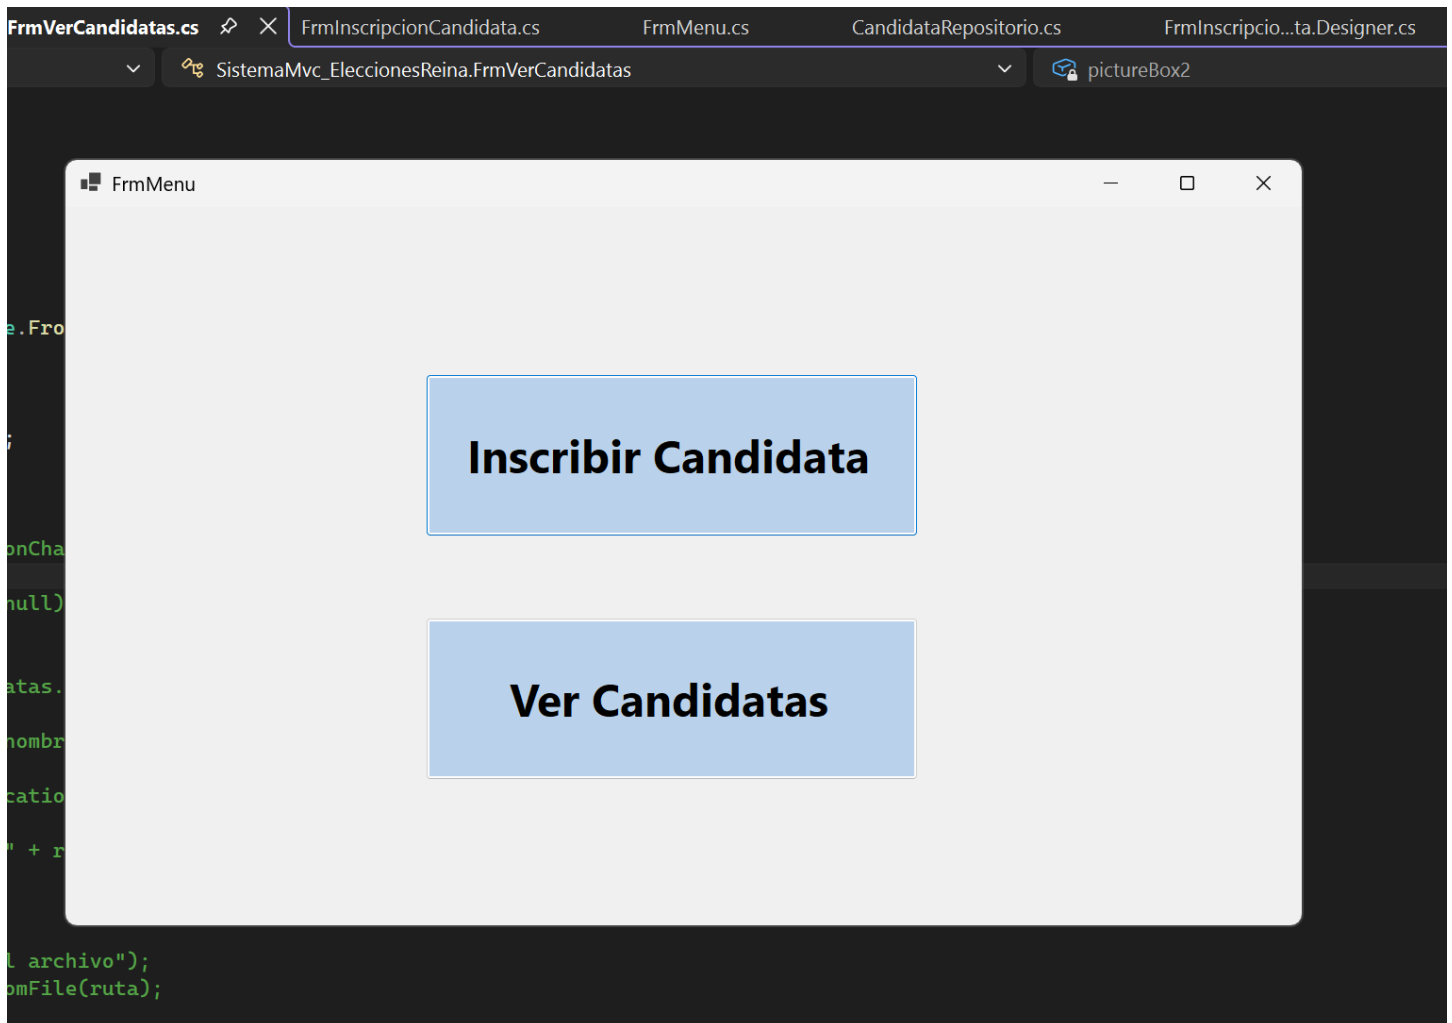 FrmVerCandidatas.cs FrmInscripcionCandidata.cs FrmMenu.cs CandidataRepositorio.cs FrmInscripcio...ta.Designer.cs
SistemaMvc_EleccionesReina.FrmVerCandidatas pictureBox2
FrmMenu
e.Fro
;
Inscribir Candidata
onCha
null)
atas.
Ver Candidatas
nombr
catio
" + r
l archivo");
omFile(ruta);